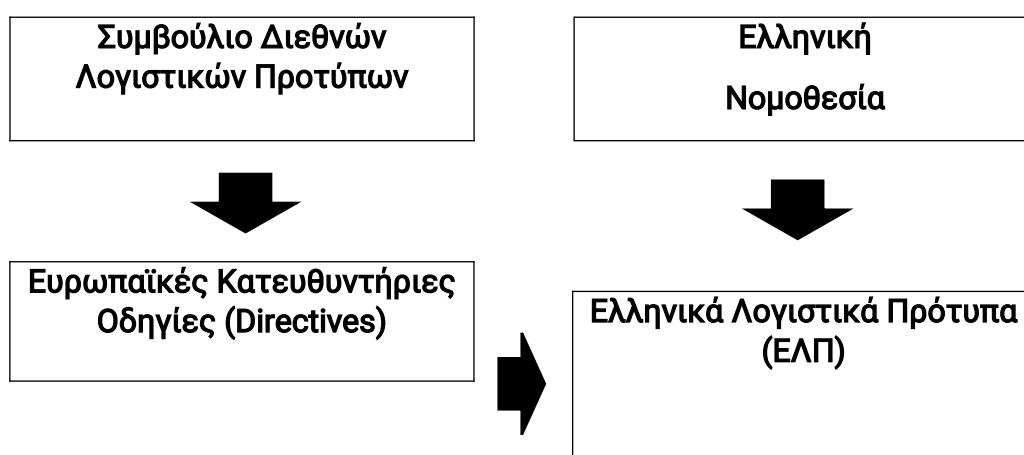 Συμβούλιο Διεθνών
Λογιστικών Προτύπων
Ελληνική
Νομοθεσία
Ευρωπαϊκές Κατευθυντήριες
Οδηγίες (Directives)
Ελληνικά Λογιστικά Πρότυπα
(ΕΛΠ)